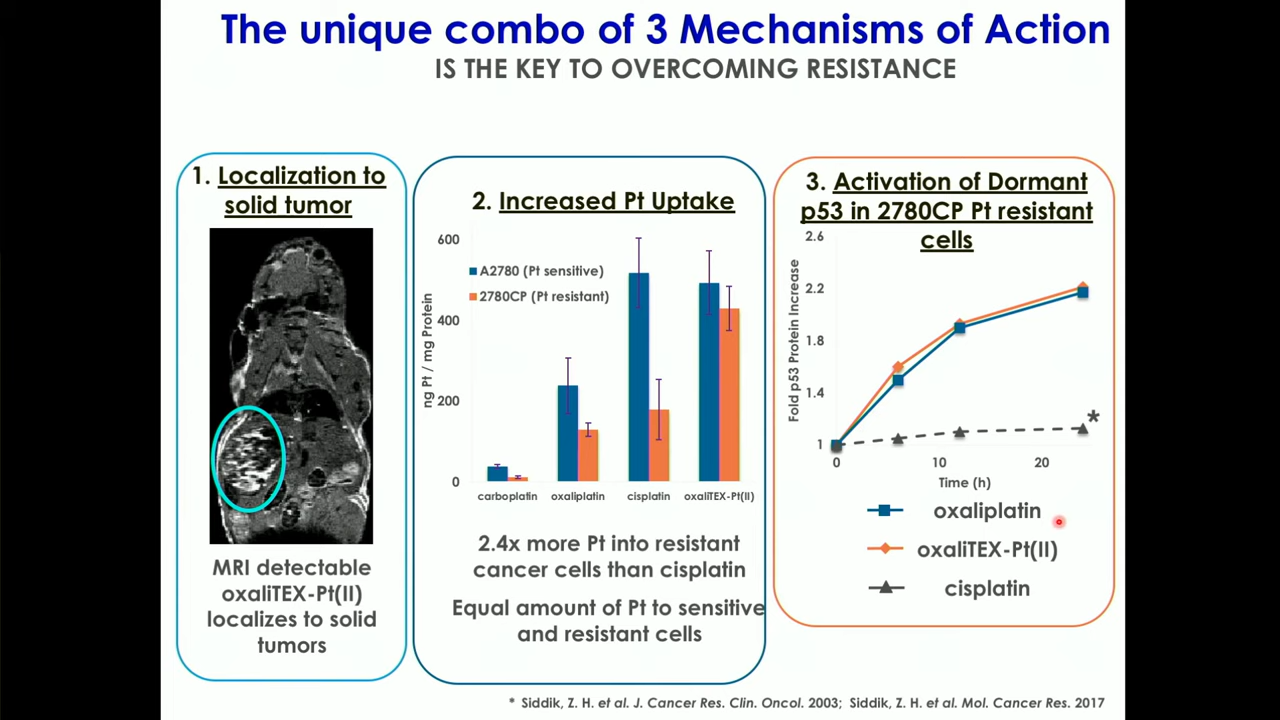 The unique combo of 3 Mechanisms of Action
IS THE KEY TO OVERCOMING RESISTANCE
1. Localization to
solid tumor
MRI detectable
oxaliTEX-Pt(II)
localizes to solid
tumors
2. Increased Pt Uptake
600
400
200
0
ng Pt / mg Protein
A2780 (Pt sensitive)
2780CP (Pt resistant)
carboplatin
oxaliplatin
cisplatin
oxaliTEX-Pt(II)
2.4x more Pt into resistant
cancer cells than cisplatin
Equal amount of Pt to sensitive
and resistant cells
3. Activation of Dormant
p53 in 2780CP Pt resistant
cells
2.6
2.2
1.8
1.4
1
Fold p53 Protein Increase
*
0
10
20
Time (h)
oxaliplatin
oxaliTEX-Pt(II)
cisplatin
* Siddik, Z. H. et al. J. Cancer Res. Clin. Oncol. 2003; Siddik, Z. H. et al. Mol. Cancer Res. 2017